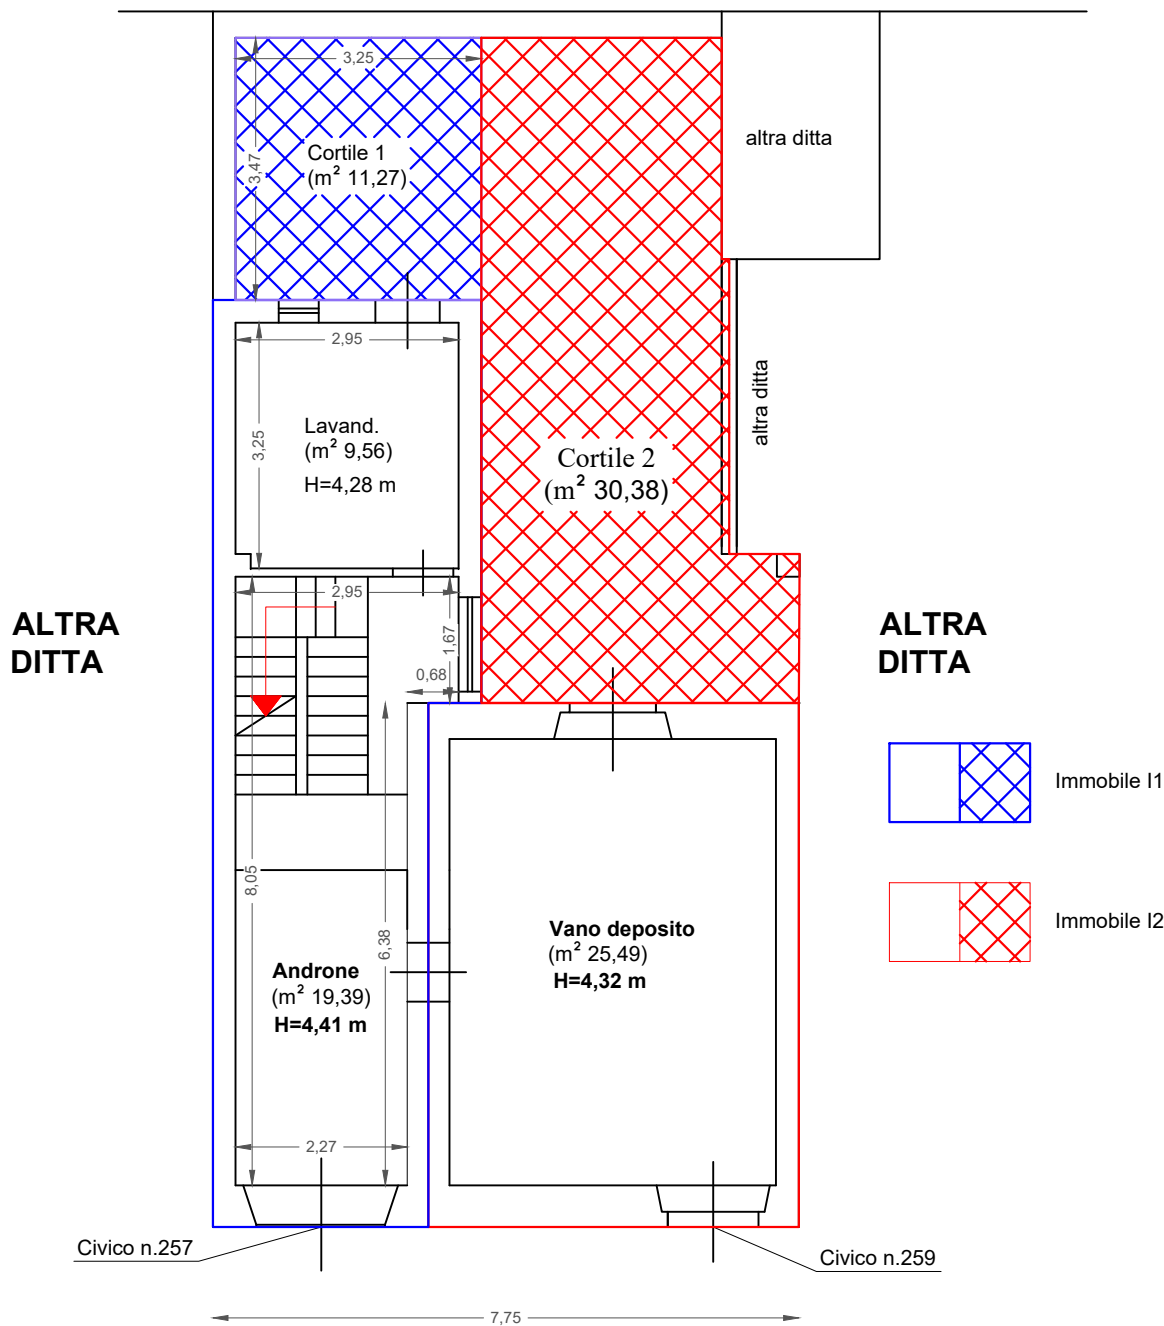 3,25
3,47
Cortile 1
(m² 11,27)
altra ditta
2,95
3,25
Lavand.
(m² 9,56)
H=4,28 m
altra ditta
Cortile 2
(m² 30,38)
ALTRA
DITTA
2,95
1,67
0,68
ALTRA
DITTA
Immobile I1
8,05
6,38
Immobile I2
Vano deposito
(m² 25,49)
H=4,32 m
Androne
(m² 19,39)
H=4,41 m
2,27
Civico n.257
Civico n.259
7,75